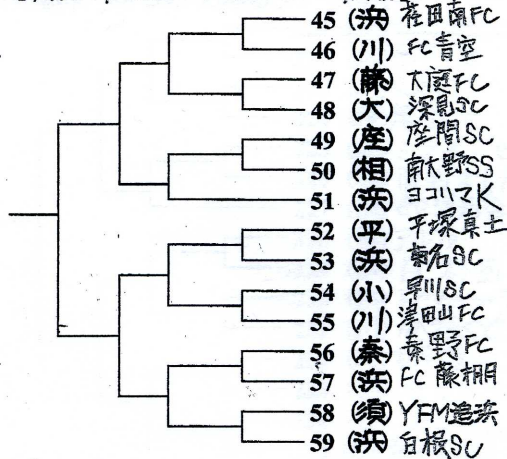 45 (浜) 荏田南FC
46 (川) FC青空
47 (藤) 大庭FC
48 (大) 深見SC
49 (座) 座間SC
50 (相) 南大野SS
51 (浜) ヨコハマK
52 (平) 平塚真土
53 (浜) 菊名SC
54 (小) 早川SC
55 (川) 津田山FC
56 (秦) 秦野FC
57 (浜) FC藤棚
58 (須) YFM追浜
59 (浜) 白根SC